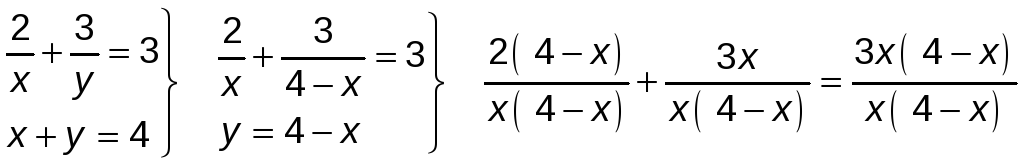 2/x + 3/y = 3 }
x + y = 4
2/x + 3/(4 − x) = 3 }
y = 4 − x
2(4 − x)/x(4 − x) + 3x/x(4 − x) = 3x(4 − x)/x(4 − x)